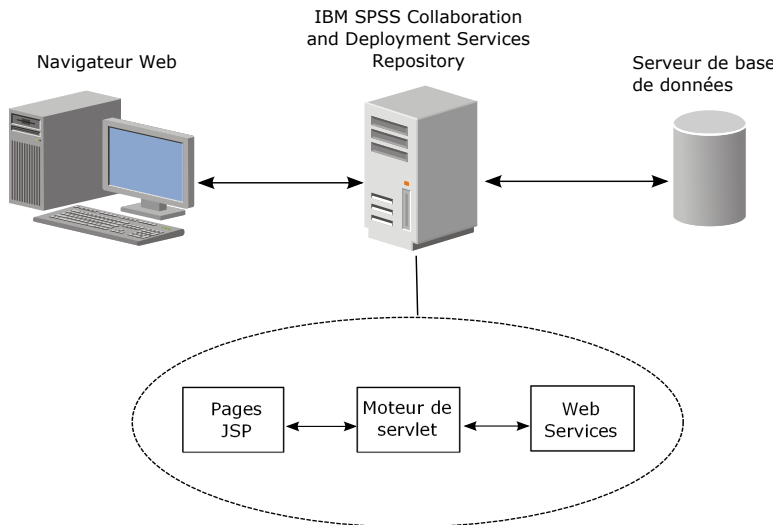 IBM SPSS Collaboration
and Deployment Services
Repository
Navigateur Web
Serveur de base
de données
Pages
JSP
Moteur de
servlet
Web
Services